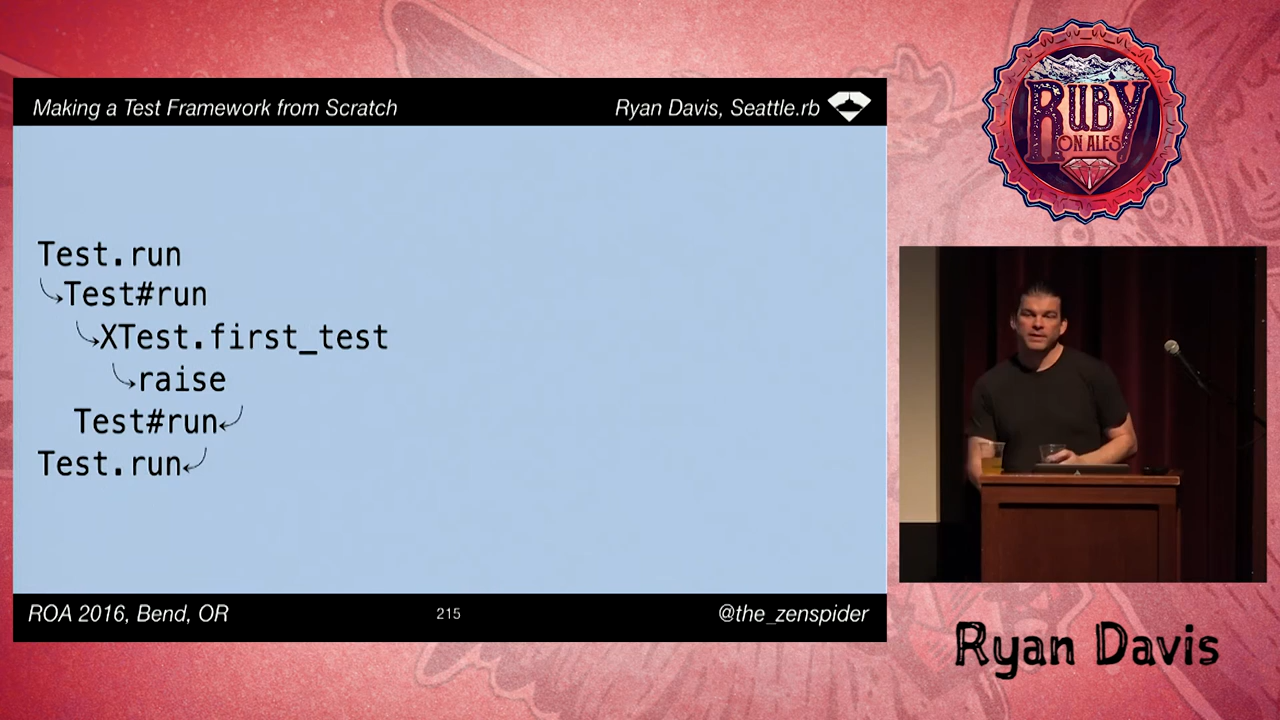 Making a Test Framework from Scratch
Ryan Davis, Seattle.rb
Test.run
Test#run
XTest.first_test
raise
Test#run
Test.run
ROA 2016, Bend, OR
215
@the_zenspider
RUBY
ON ALES
Ryan Davis